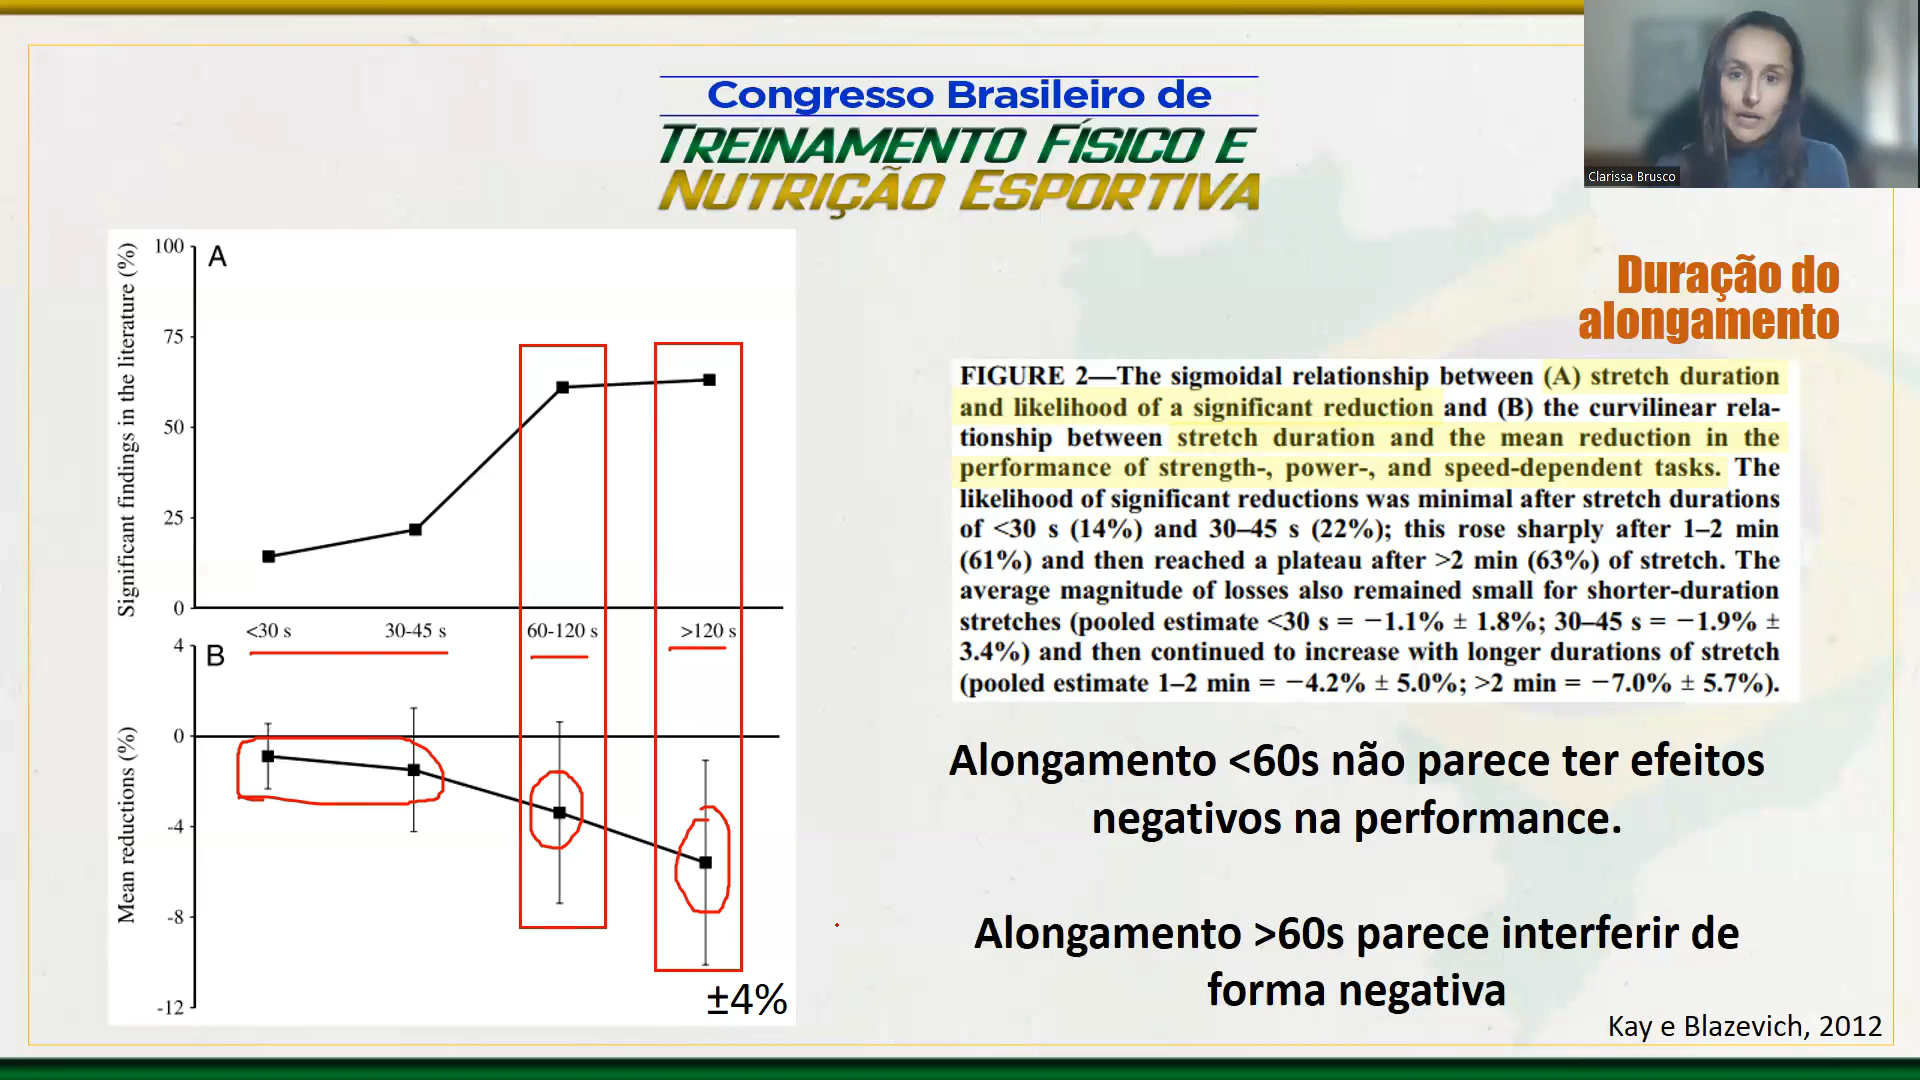 Congresso Brasileiro de
TREINAMENTO FÍSICO E
NUTRIÇÃO ESPORTIVA
Clarissa Brusco
Duração do
alongamento
A
Significant findings in the literature (%)
100
75
50
25
0
<30 s 30-45 s 60-120 s >120 s
B
Mean reductions (%)
4
0
-4
-8
-12
±4%
FIGURE 2—The sigmoidal relationship between (A) stretch duration
and likelihood of a significant reduction and (B) the curvilinear rela-
tionship between stretch duration and the mean reduction in the
performance of strength-, power-, and speed-dependent tasks. The
likelihood of significant reductions was minimal after stretch durations
of <30 s (14%) and 30–45 s (22%); this rose sharply after 1–2 min
(61%) and then reached a plateau after >2 min (63%) of stretch. The
average magnitude of losses also remained small for shorter-duration
stretches (pooled estimate <30 s = −1.1% ± 1.8%; 30–45 s = −1.9% ±
3.4%) and then continued to increase with longer durations of stretch
(pooled estimate 1–2 min = −4.2% ± 5.0%; >2 min = −7.0% ± 5.7%).
Alongamento <60s não parece ter efeitos
negativos na performance.
Alongamento >60s parece interferir de
forma negativa
Kay e Blazevich, 2012